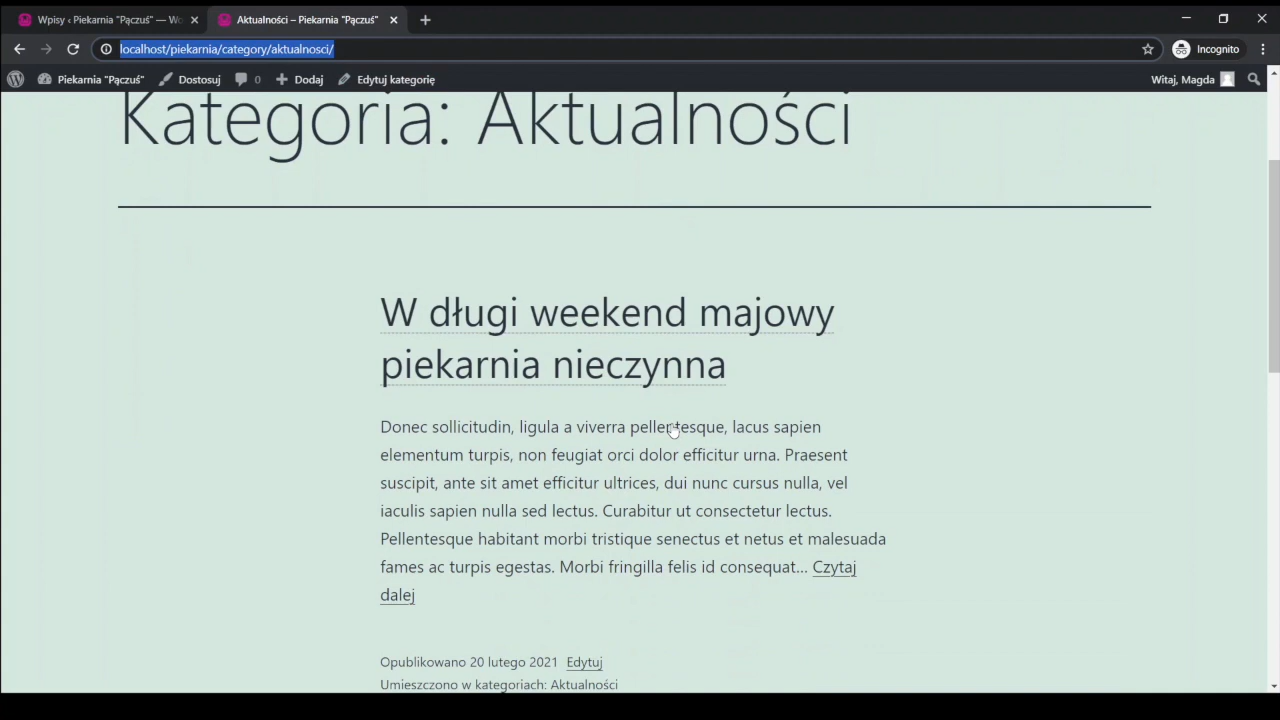 Wpisy ‹ Piekarnia "Pączuś" — Wo
Aktualności – Piekarnia "Pączuś"
localhost/piekarnia/category/aktualnosci/
Incognito
Piekarnia "Pączuś"
Dostosuj
0
Dodaj
Edytuj kategorię
Witaj, Magda
Kategoria: Aktualności
W długi weekend majowy
piekarnia nieczynna
Donec sollicitudin, ligula a viverra pellentesque, lacus sapien
elementum turpis, non feugiat orci dolor efficitur urna. Praesent
suscipit, ante sit amet efficitur ultrices, dui nunc cursus nulla, vel
iaculis sapien nulla sed lectus. Curabitur ut consectetur lectus.
Pellentesque habitant morbi tristique senectus et netus et malesuada
fames ac turpis egestas. Morbi fringilla felis id consequat… Czytaj
dalej
Opublikowano 20 lutego 2021 Edytuj
Umieszczono w kategoriach: Aktualności